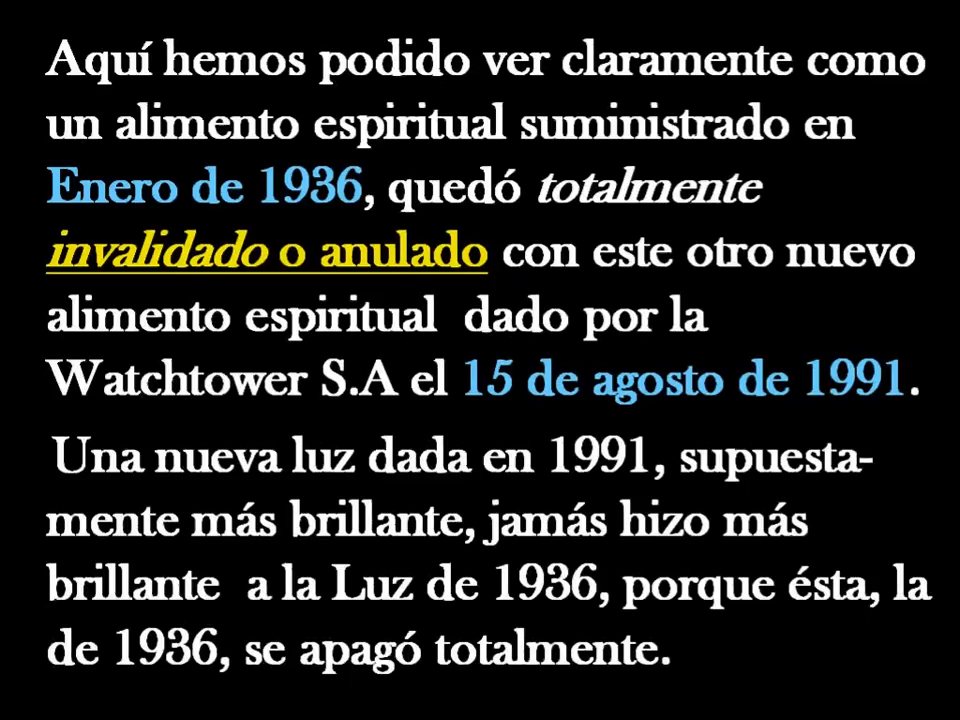 Aquí hemos podido ver claramente como
un alimento espiritual suministrado en
Enero de 1936, quedó totalmente
invalidado o anulado con este otro nuevo
alimento espiritual dado por la
Watchtower S.A el 15 de agosto de 1991.
Una nueva luz dada en 1991, supuesta-
mente más brillante, jamás hizo más
brillante a la Luz de 1936, porque ésta, la
de 1936, se apagó totalmente.